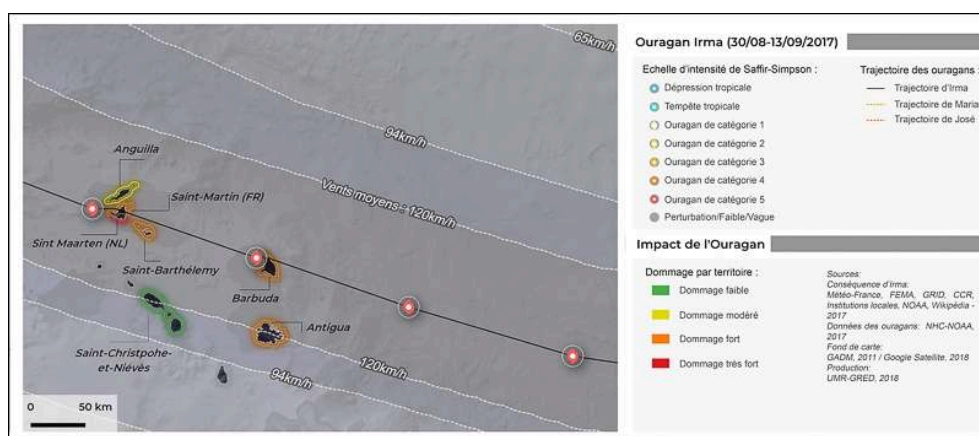 65km/h
94km/h
Vents moyens : 120km/h
Anguilla
Saint-Martin (FR)
Sint Maarten (NL)
Saint-Barthélemy
Barbuda
Antigua
Saint-Christpohe-
et-Niévès
120km/h
94km/h
0 50 km
Ouragan Irma (30/08-13/09/2017)
Echelle d'intensité de Saffir-Simpson :
Dépression tropicale
Tempête tropicale
Ouragan de catégorie 1
Ouragan de catégorie 2
Ouragan de catégorie 3
Ouragan de catégorie 4
Ouragan de catégorie 5
Perturbation/Faible/Vague
Trajectoire des ouragans :
Trajectoire d'Irma
Trajectoire de Maria
Trajectoire de José
Impact de l'Ouragan
Dommage par territoire :
Dommage faible
Dommage modéré
Dommage fort
Dommage très fort
Sources:
Conséquence d'Irma:
Météo-France, FEMA, GRID, CCR,
Institutions locales, NOAA, Wikipédia -
2017
Données des ouragans: NHC-NOAA,
2017
Fond de carte:
GADM, 2011 / Google Satellite, 2018
Production:
UMR-GRED, 2018